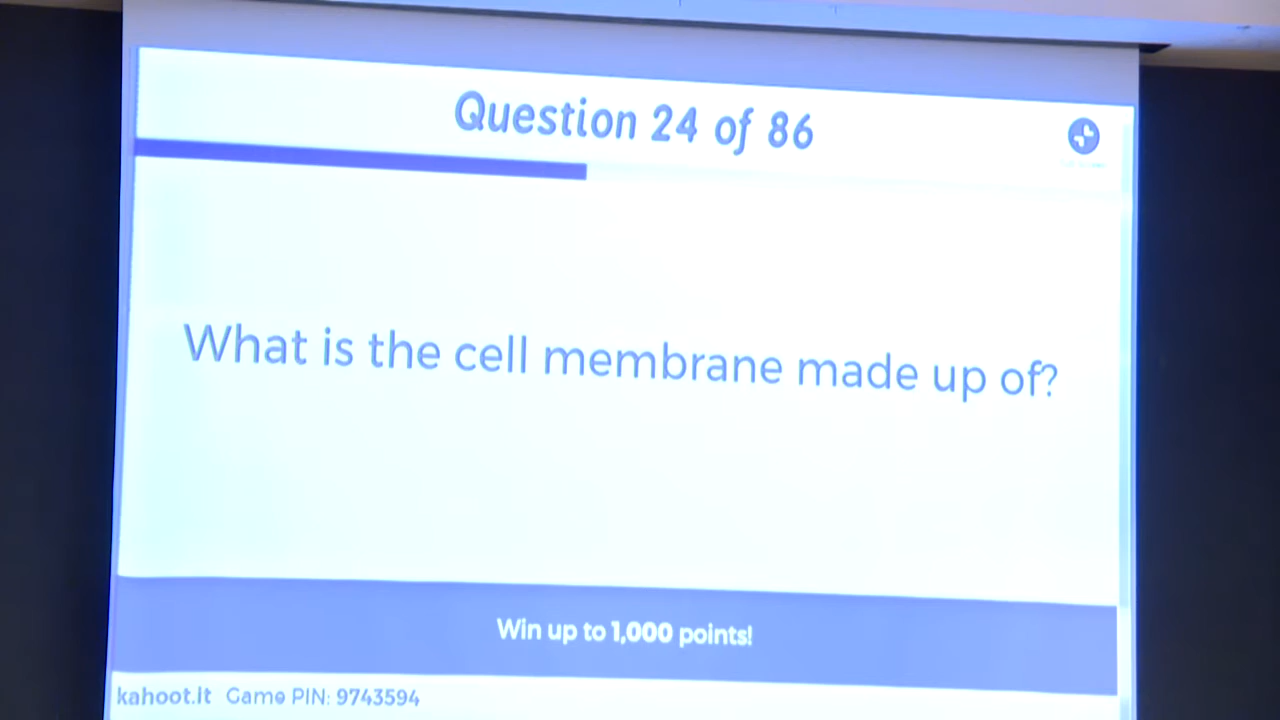 Question 24 of 86
What is the cell membrane made up of?
Win up to 1,000 points!
kahoot.it Game PIN: 9743594